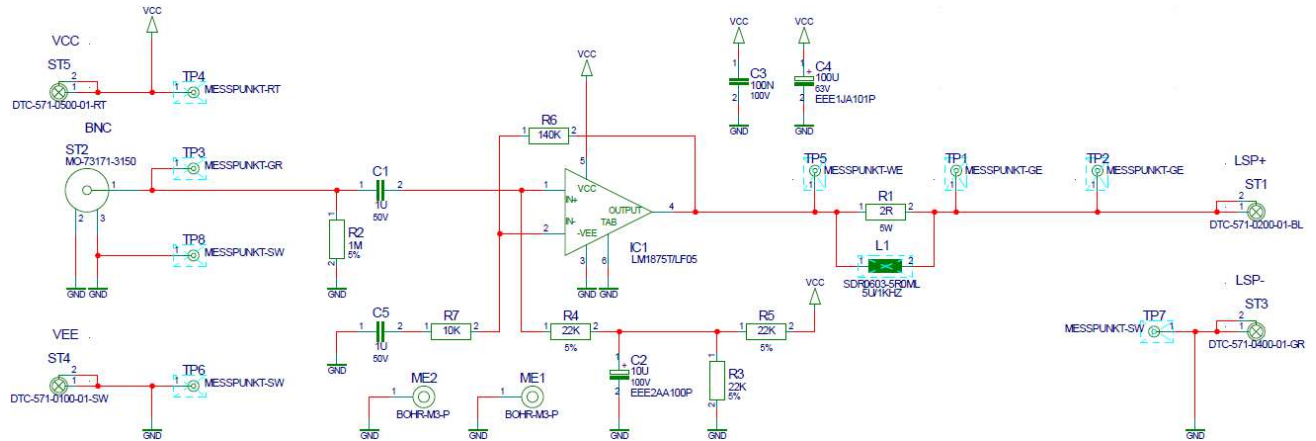 VCC
VCC
ST5
2
1
DTC-571-0500-01-RT
TP4
1
MESSPUNKT-RT
BNC
ST2
MO-73171-3150
1
2
3
TP3
1
MESSPUNKT-GR
TP8
1
MESSPUNKT-SW
GND
GND
VEE
ST4
2
1
DTC-571-0100-01-SW
TP6
1
MESSPUNKT-SW
GND
C1
1
2
1U
50V
1
R2
1M
5%
2
GND
C5
1
2
1U
50V
GND
R7
1
2
10K
ME2
1
BOHR-M3-P
GND
ME1
1
BOHR-M3-P
GND
R6
1
2
140K
VCC
5
VCC
1
IN+
IN-
2
OUTPUT
4
TAB
-VEE
3
6
IC1
LM1875T/LF05
GND
GND
R4
1
2
22K
5%
R5
1
2
22K
5%
VCC
1
C2
10U
100V
EEE2AA100P
2
GND
1
R3
22K
5%
2
GND
VCC
1
C3
100N
100V
2
GND
VCC
1
C4
100U
63V
EEE1JA101P
2
GND
TP5
1
MESSPUNKT-WE
R1
1
2
2R
5W
L1
1
2
SDR0603-5R0ML
5U/1KHZ
TP1
1
MESSPUNKT-GE
TP2
1
MESSPUNKT-GE
LSP+
ST1
2
1
DTC-571-0200-01-BL
LSP-
ST3
2
1
DTC-571-0400-01-GR
TP7
1
MESSPUNKT-SW
GND